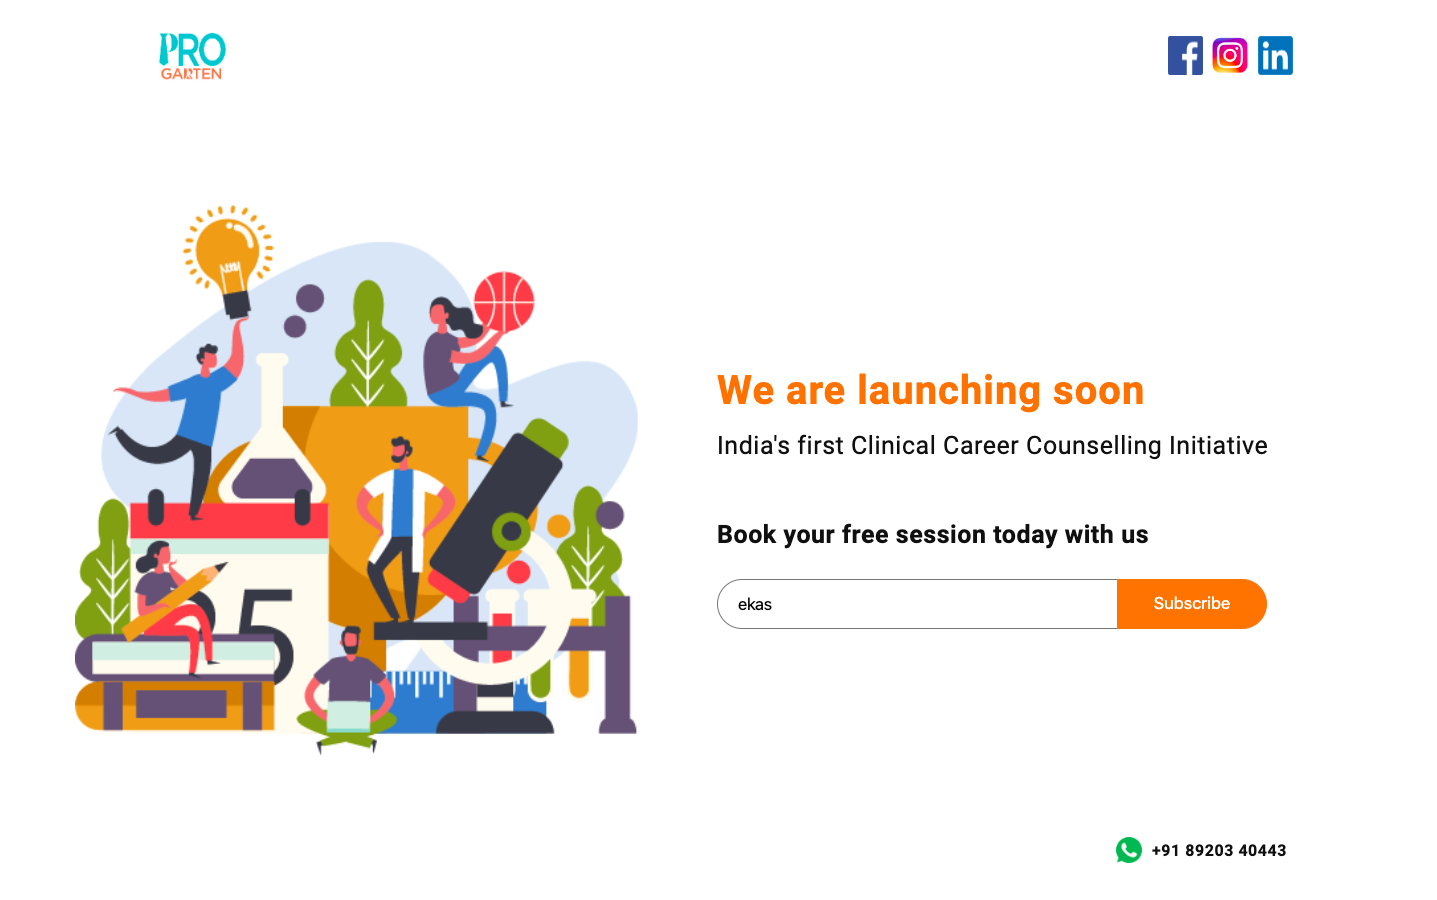 PRO
GARTEN
We are launching soon
India's first Clinical Career Counselling Initiative
Book your free session today with us
ekas
Subscribe
25
+91 89203 40443